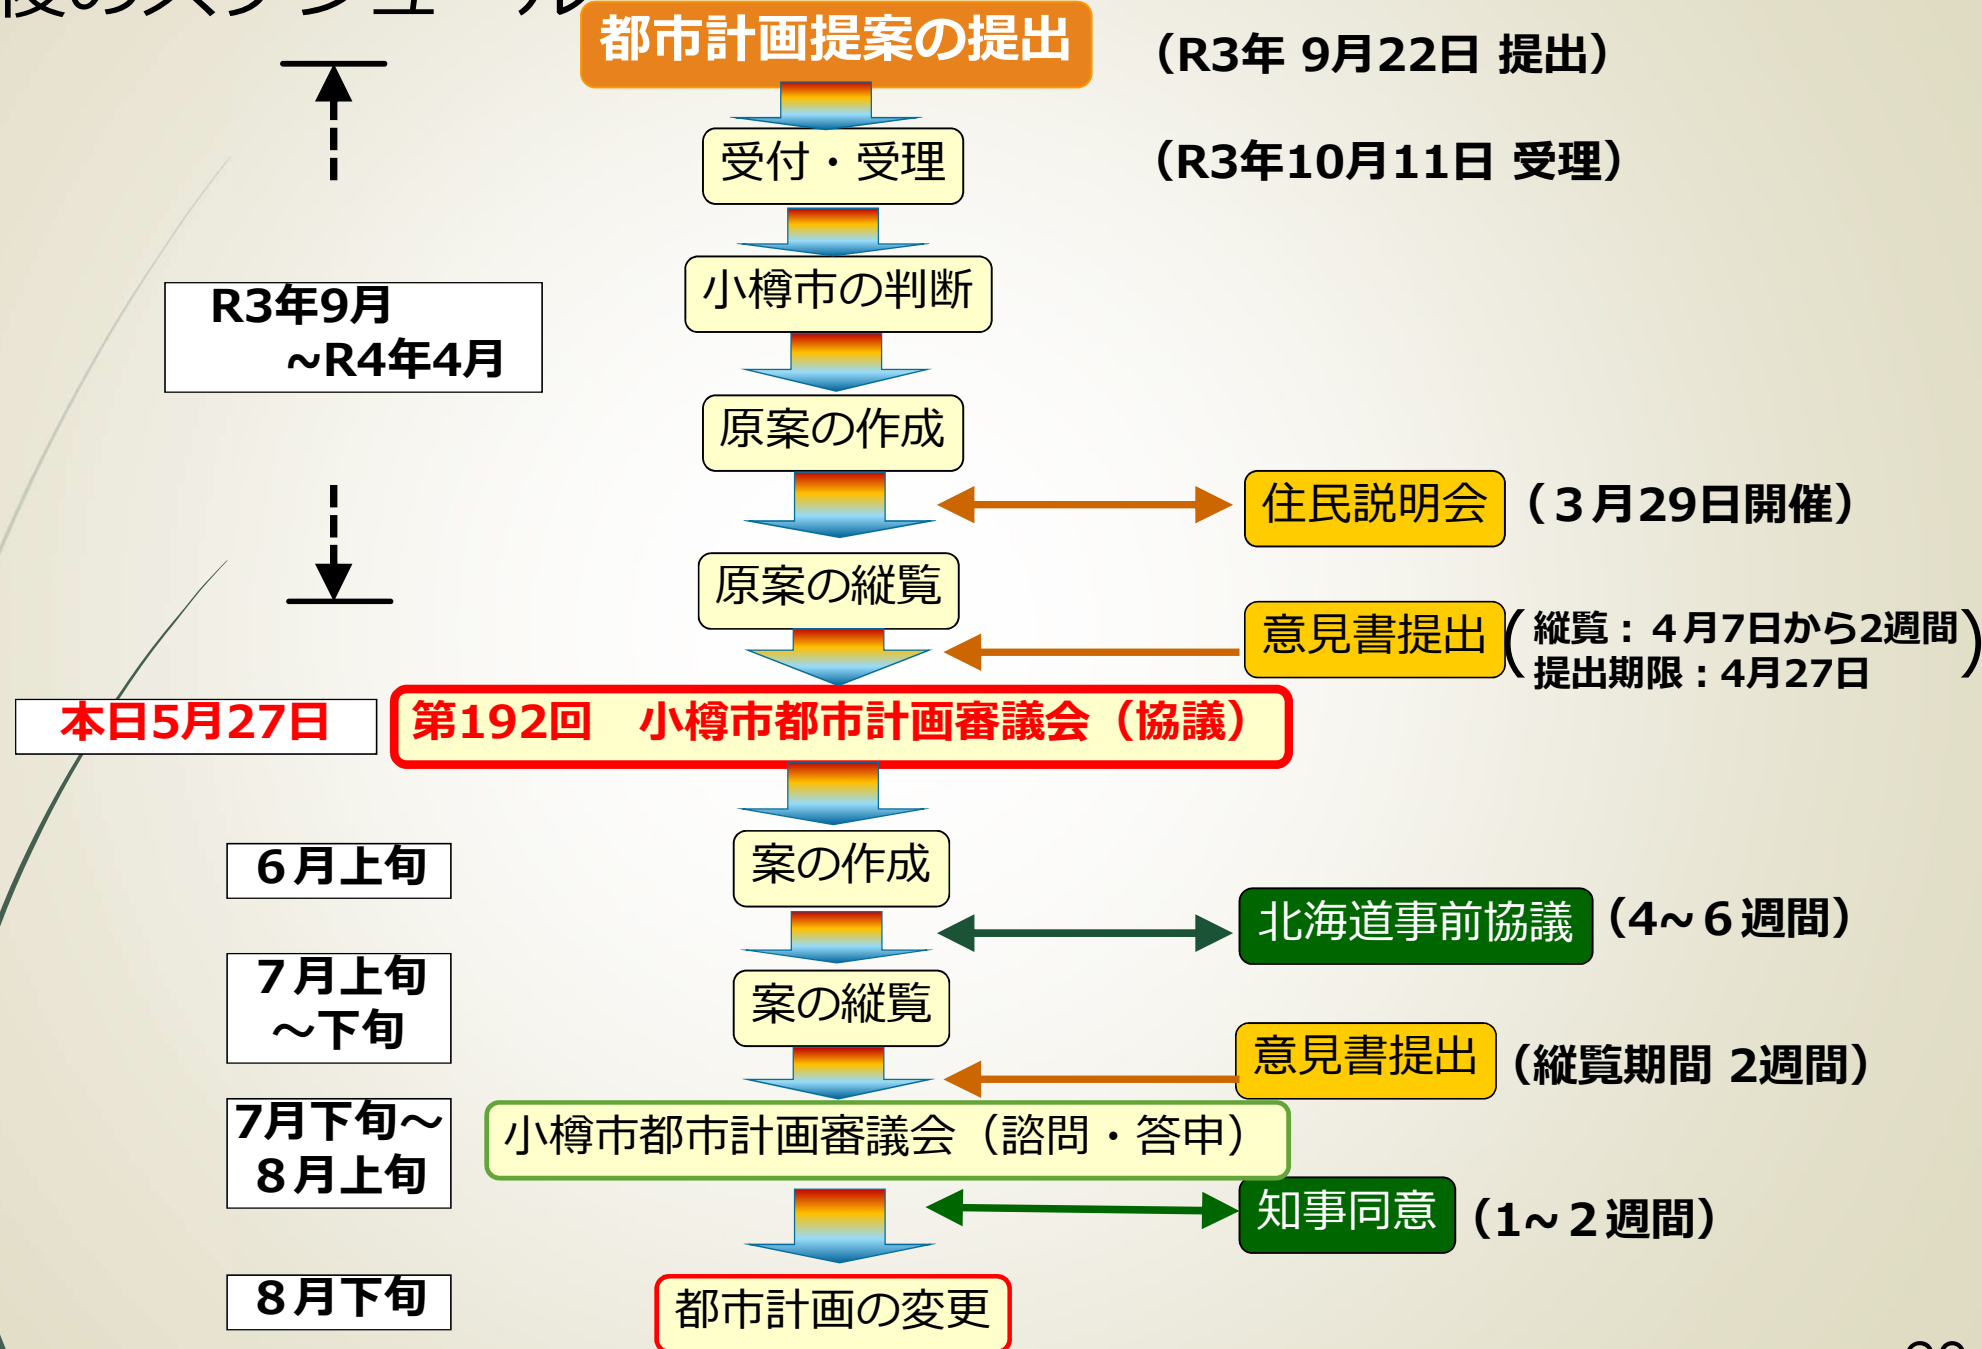 後のスケジュール
都市計画提案の提出
（R3年 9月22日 提出）
受付・受理
（R3年10月11日 受理）
小樽市の判断
R3年9月
~R4年4月
原案の作成
住民説明会
（３月29日開催）
原案の縦覧
意見書提出
（縦覧：４月7日から2週間
提出期限：4月27日）
本日5月27日
第192回　小樽市都市計画審議会（協議）
６月上旬
案の作成
北海道事前協議
（4~６週間）
７月上旬
～下旬
案の縦覧
意見書提出
（縦覧期間 2週間）
7月下旬～
８月上旬
小樽市都市計画審議会（諮問・答申）
知事同意
（1~２週間）
８月下旬
都市計画の変更